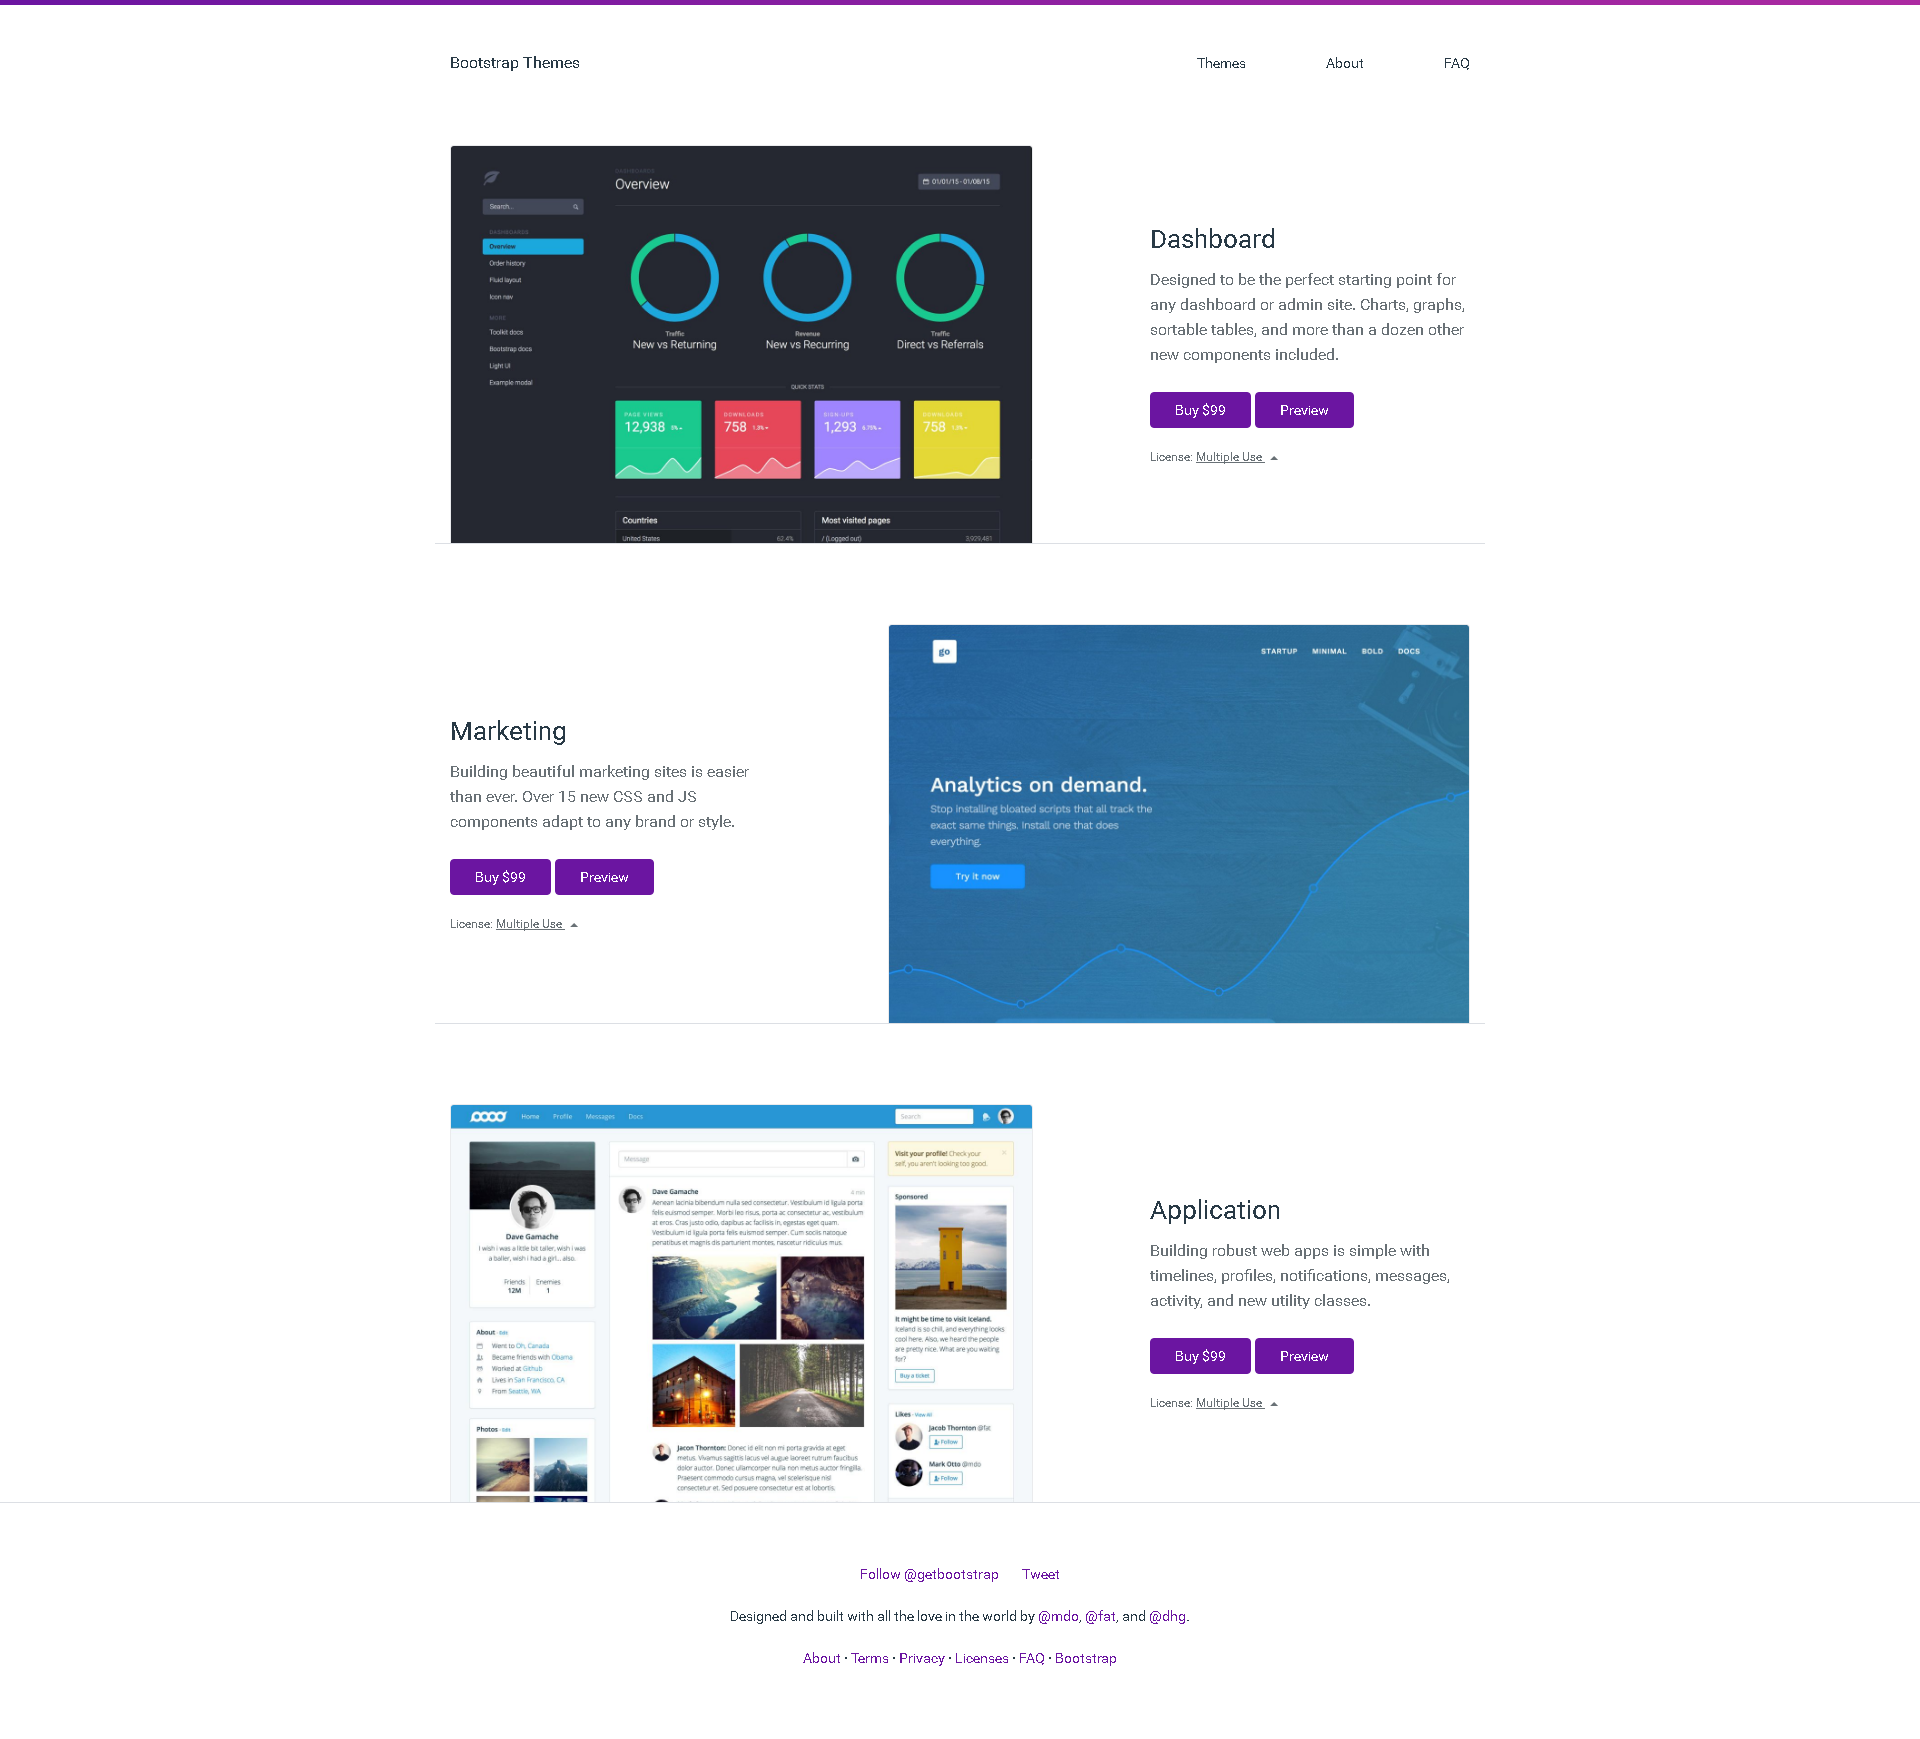 Bootstrap Themes
Themes
About
FAQ
DASHBOARDS
Overview
01/01/15 - 01/08/15
Search...
DASHBOARDS
Overview
Order history
Fluid layout
Icon nav
MORE
Toolkit docs
Bootstrap docs
Light UI
Example modal
Traffic
New vs Returning
Revenue
New vs Recurring
Traffic
Direct vs Referrals
QUICK STATS
PAGE VIEWS
12,938 5%
DOWNLOADS
758 1.3%
SIGN-UPS
1,293 6.75%
DOWNLOADS
758 1.3%
Countries
United States 62.4%
Most visited pages
/ (Logged out) 3,929,481
Dashboard
Designed to be the perfect starting point for
any dashboard or admin site. Charts, graphs,
sortable tables, and more than a dozen other
new components included.
Buy $99
Preview
License: Multiple Use
Marketing
Building beautiful marketing sites is easier
than ever. Over 15 new CSS and JS
components adapt to any brand or style.
Buy $99
Preview
License: Multiple Use
go
STARTUP MINIMAL BOLD DOCS
Analytics on demand.
Stop installing bloated scripts that all track the
exact same things. Install one that does
everything.
Try it now
Home Profile Messages Docs
Search
Dave Gamache
I wish i was a little bit taller, wish i was
a baller, wish i had a girl... also.
Friends
12M
Enemies
1
About · Edit
Went to Oh, Canada
Became friends with Obama
Worked at Github
Lives in San Francisco, CA
From Seattle, WA
Photos · Edit
Message
Dave Gamache 4 min
Aenean lacinia bibendum nulla sed consectetur. Vestibulum id ligula porta
felis euismod semper. Morbi leo risus, porta ac consectetur ac, vestibulum
at eros. Cras justo odio, dapibus ac facilisis in, egestas eget quam.
Vestibulum id ligula porta felis euismod semper. Cum sociis natoque
penatibus et magnis dis parturient montes, nascetur ridiculus mus.
Jacon Thornton: Donec id elit non mi porta gravida at eget
metus. Vivamus sagittis lacus vel augue laoreet rutrum faucibus
dolor auctor. Donec ullamcorper nulla non metus auctor fringilla.
Praesent commodo cursus magna, vel scelerisque nisl
consectetur et. Sed posuere consectetur est at lobortis.
Visit your profile! Check your
self, you aren't looking too good.
Sponsored
It might be time to visit Iceland.
Iceland is so chill, and everything looks
cool here. Also, we heard the people
are pretty nice. What are you waiting
for?
Buy a ticket
Likes · View All
Jacob Thornton @fat
Follow
Mark Otto @mdo
Follow
Application
Building robust web apps is simple with
timelines, profiles, notifications, messages,
activity, and new utility classes.
Buy $99
Preview
License: Multiple Use
Follow @getbootstrap
Tweet
Designed and built with all the love in the world by @mdo, @fat, and @dhg.
About · Terms · Privacy · Licenses · FAQ · Bootstrap